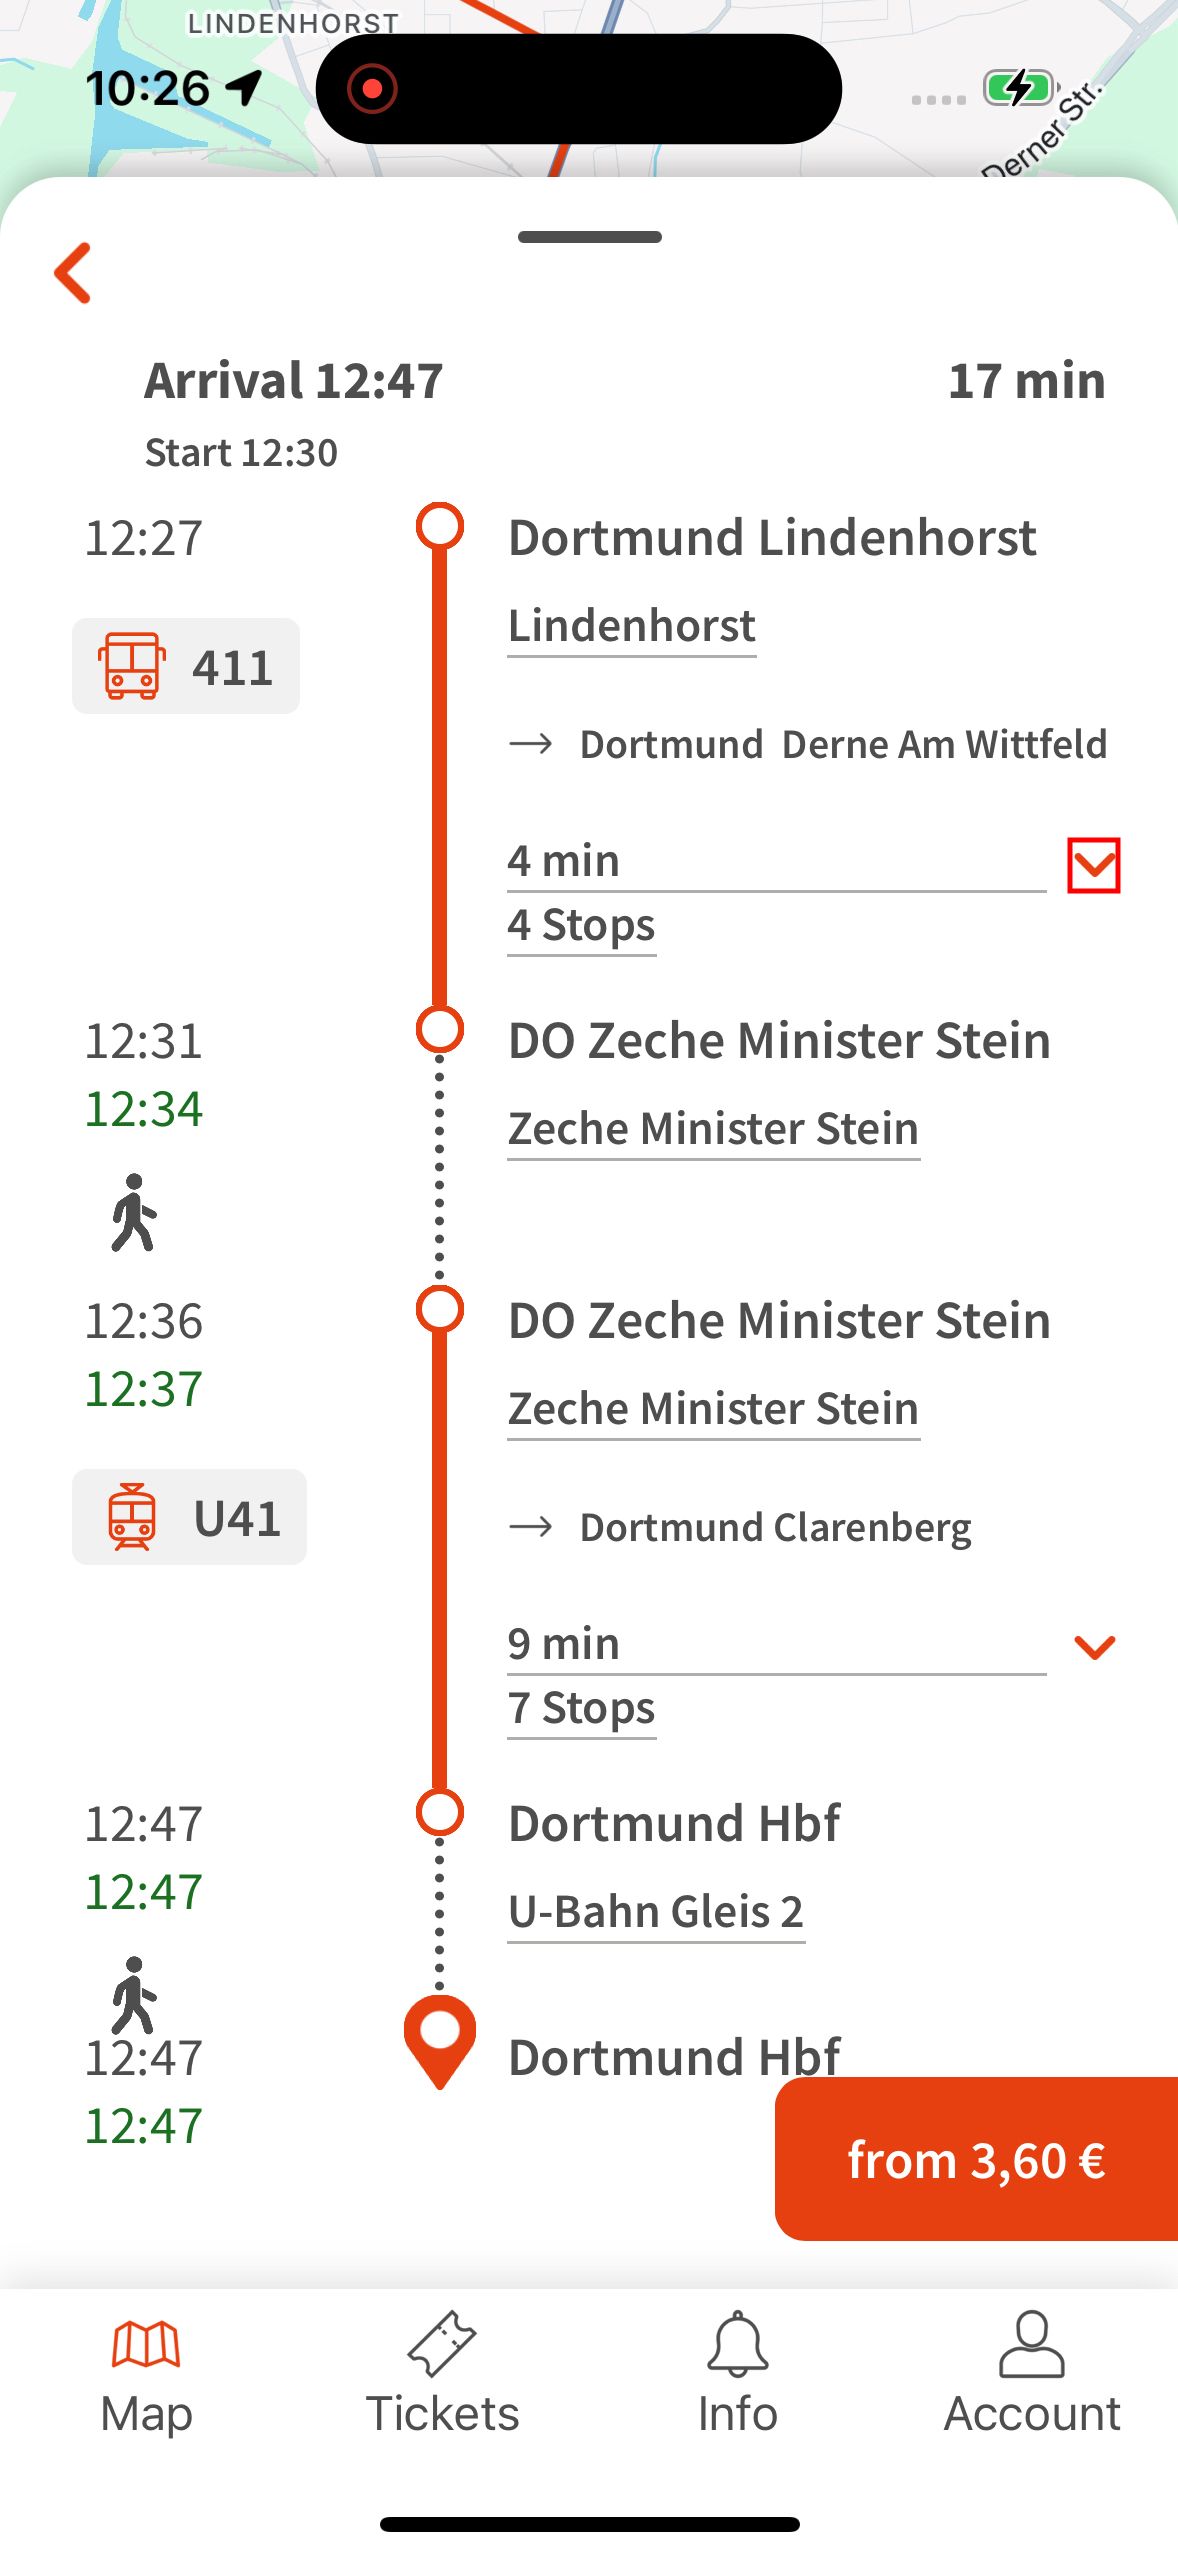 LINDENHORST
10:26
Derner Str.
Arrival 12:47
17 min
Start 12:30
12:27
Dortmund Lindenhorst
Lindenhorst
411
→ Dortmund  Derne Am Wittfeld
4 min
4 Stops
12:31
DO Zeche Minister Stein
12:34
Zeche Minister Stein
12:36
DO Zeche Minister Stein
12:37
Zeche Minister Stein
U41
→ Dortmund Clarenberg
9 min
7 Stops
12:47
Dortmund Hbf
12:47
U-Bahn Gleis 2
12:47
Dortmund Hbf
12:47
from 3,60 €
Map
Tickets
Info
Account